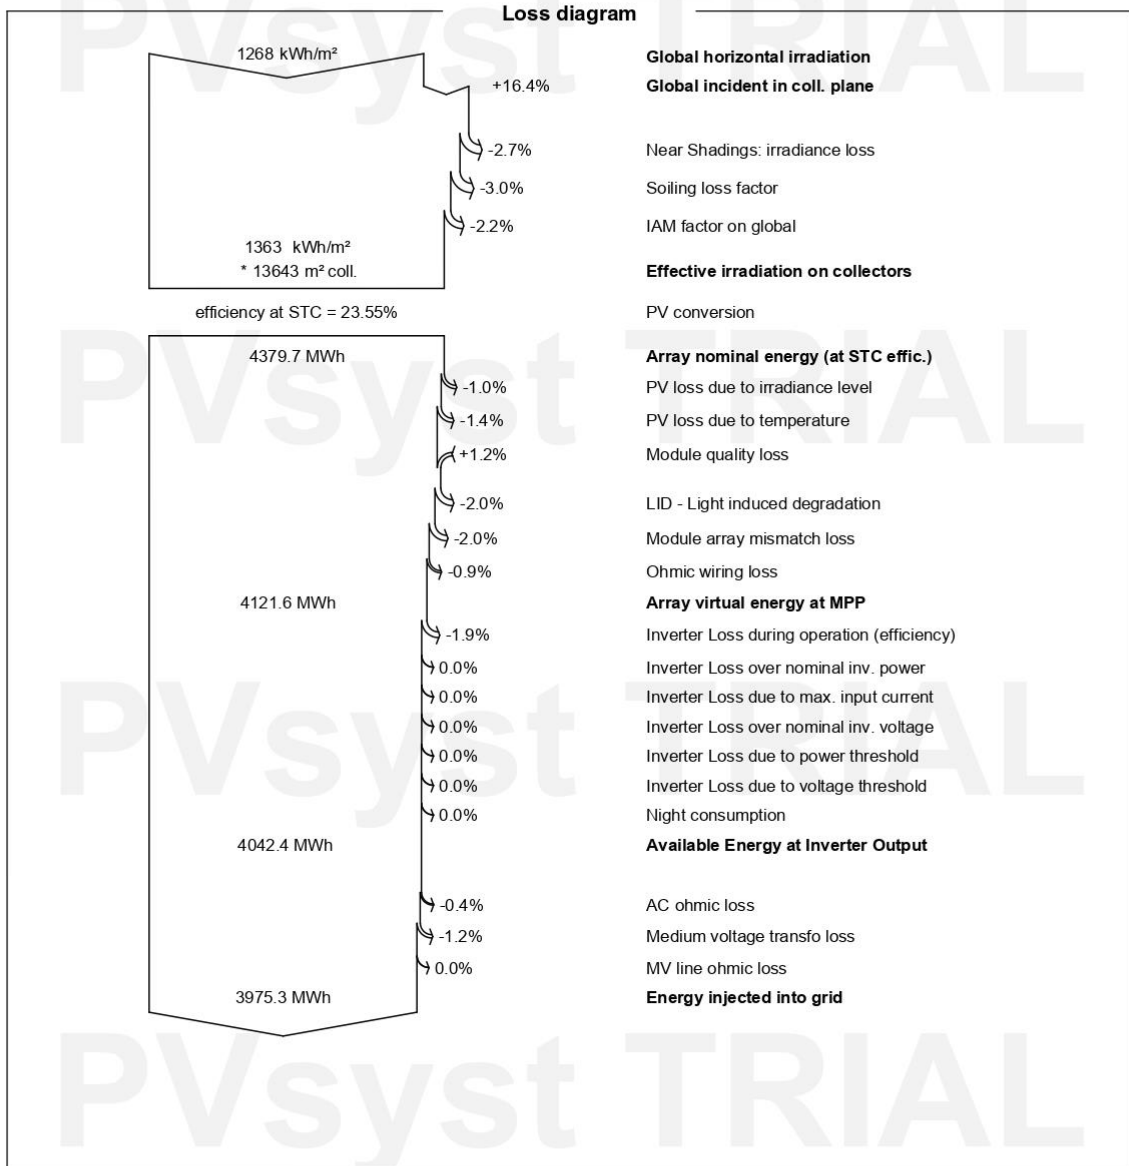 Loss diagram
1268 kWh/m²
Global horizontal irradiation
+16.4%
Global incident in coll. plane
-2.7%
Near Shadings: irradiance loss
-3.0%
Soiling loss factor
-2.2%
IAM factor on global
1363 kWh/m²
* 13643 m² coll.
Effective irradiation on collectors
efficiency at STC = 23.55%
PV conversion
4379.7 MWh
Array nominal energy (at STC effic.)
-1.0%
PV loss due to irradiance level
-1.4%
PV loss due to temperature
+1.2%
Module quality loss
-2.0%
LID - Light induced degradation
-2.0%
Module array mismatch loss
-0.9%
Ohmic wiring loss
4121.6 MWh
Array virtual energy at MPP
-1.9%
Inverter Loss during operation (efficiency)
0.0%
Inverter Loss over nominal inv. power
0.0%
Inverter Loss due to max. input current
0.0%
Inverter Loss over nominal inv. voltage
0.0%
Inverter Loss due to power threshold
0.0%
Inverter Loss due to voltage threshold
0.0%
Night consumption
4042.4 MWh
Available Energy at Inverter Output
-0.4%
AC ohmic loss
-1.2%
Medium voltage transfo loss
0.0%
MV line ohmic loss
3975.3 MWh
Energy injected into grid
PVsyst TRIAL
PVsyst TRIAL
PVsyst TRIAL
PVsyst TRIAL